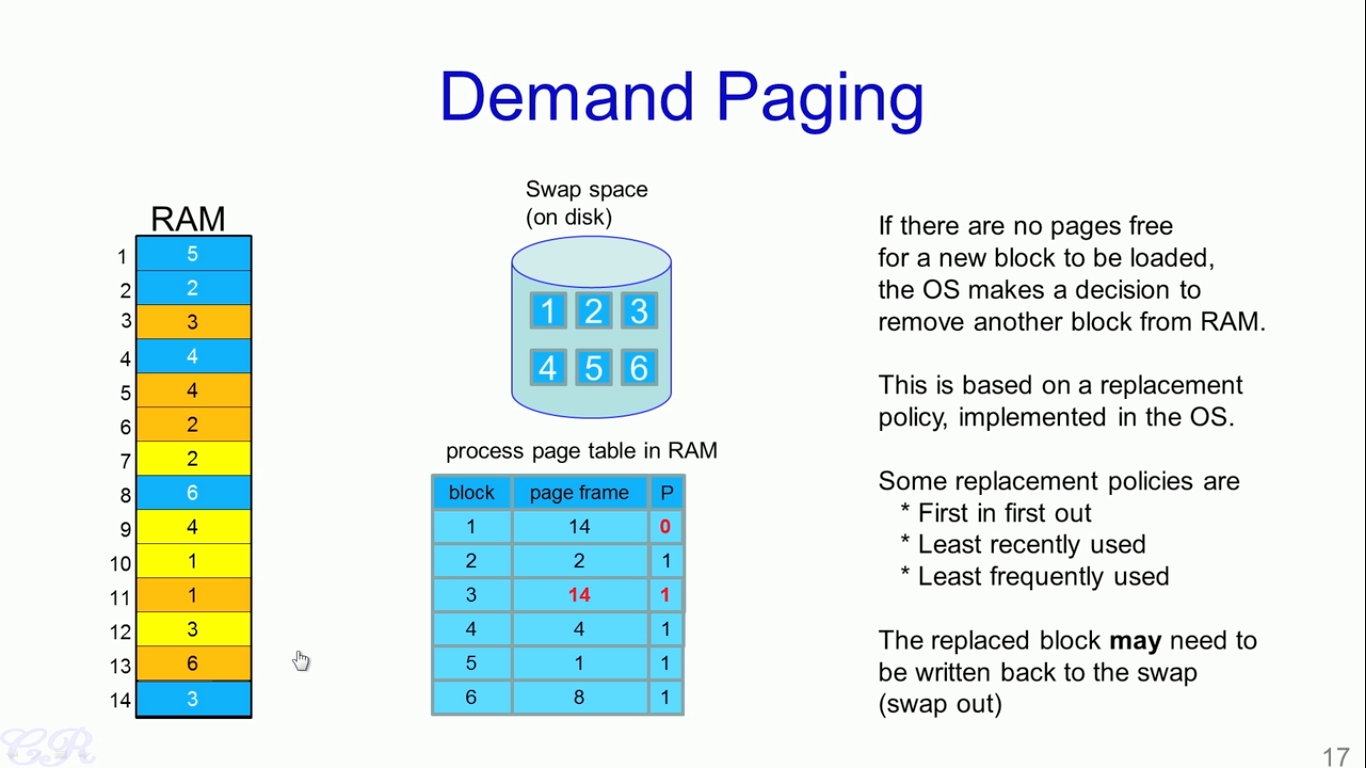 Demand Paging
RAM
1 5
2 2
3 3
4 4
5 4
6 2
7 2
8 6
9 4
10 1
11 1
12 3
13 6
14 3
Swap space
(on disk)
1 2 3
4 5 6
process page table in RAM
block page frame P
1 14 0
2 2 1
3 14 1
4 4 1
5 1 1
6 8 1
If there are no pages free
for a new block to be loaded,
the OS makes a decision to
remove another block from RAM.
This is based on a replacement
policy, implemented in the OS.
Some replacement policies are
* First in first out
* Least recently used
* Least frequently used
The replaced block may need to
be written back to the swap
(swap out)
CR
17